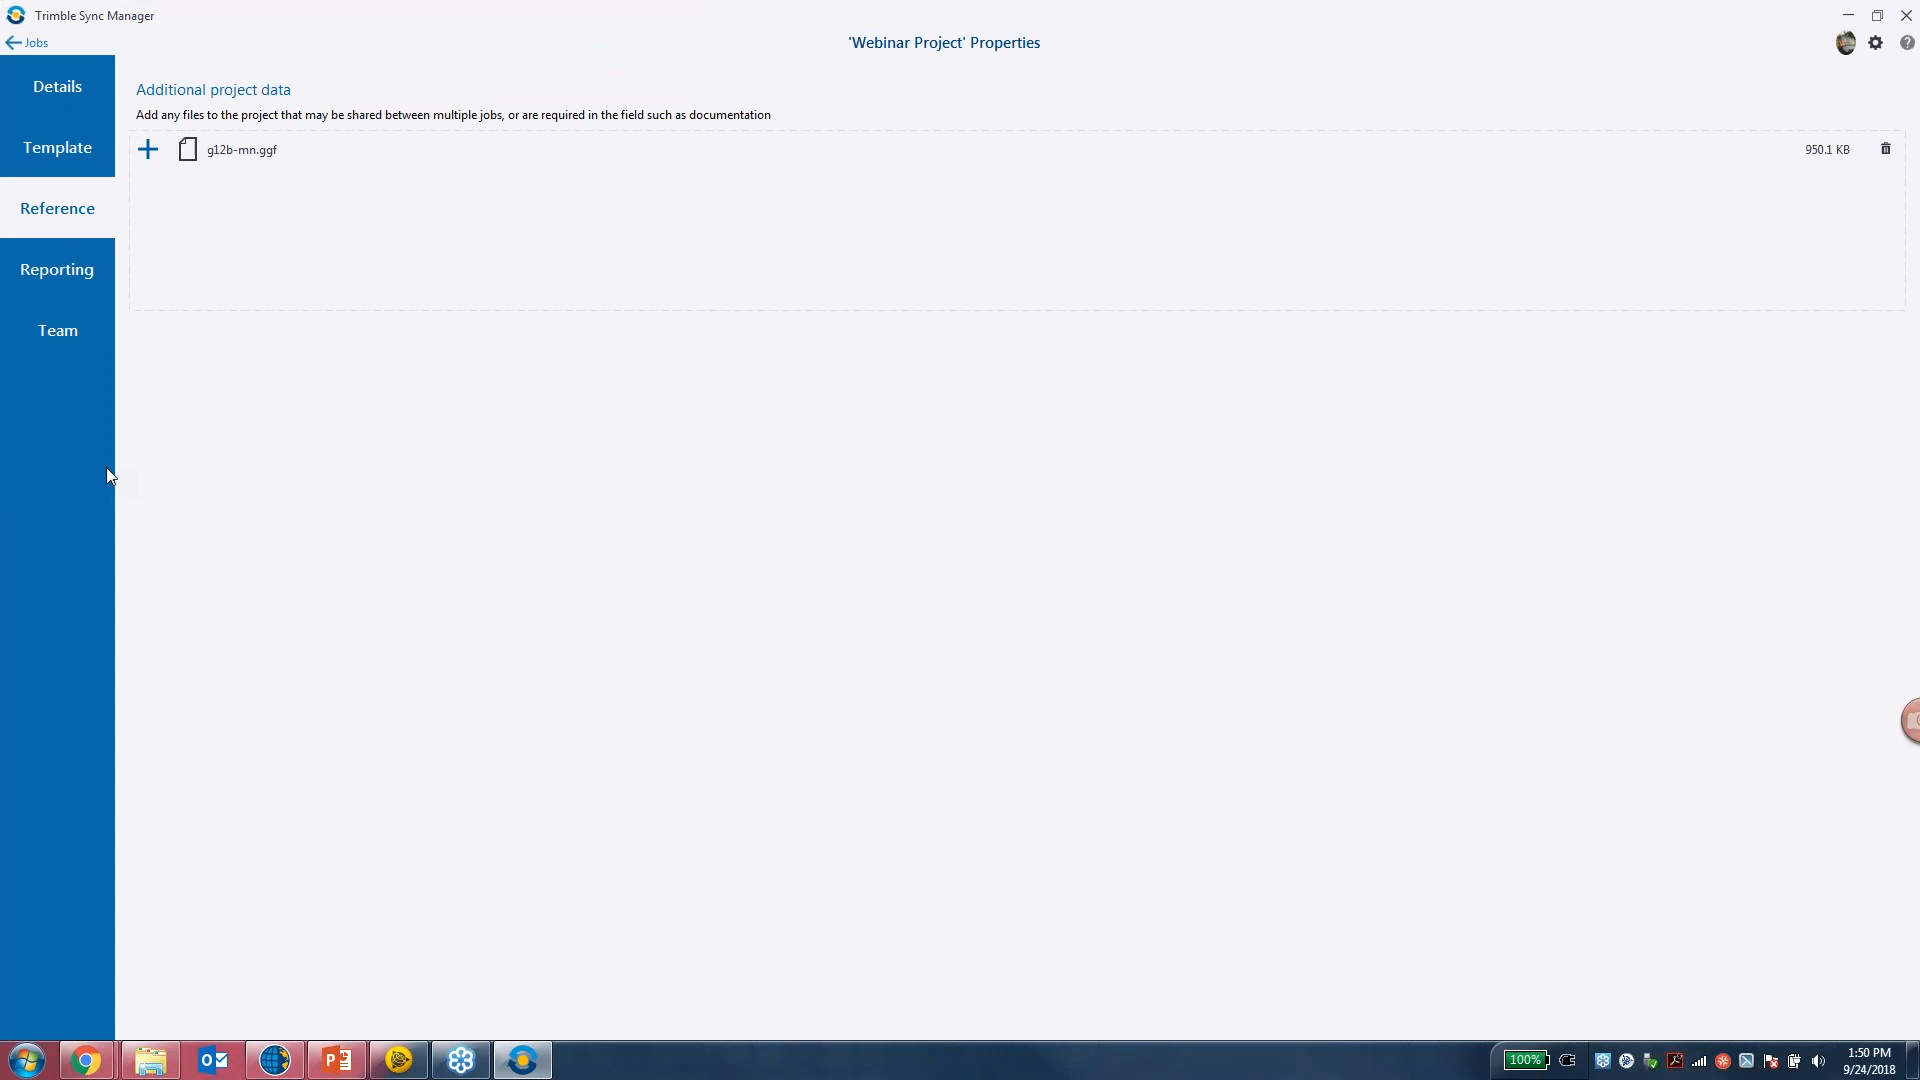 Trimble Sync Manager
Jobs
'Webinar Project' Properties
Details
Template
Reference
Reporting
Team
Additional project data
Add any files to the project that may be shared between multiple jobs, or are required in the field such as documentation
g12b-mn.ggf
950.1 KB
100%
1:50 PM
9/24/2018